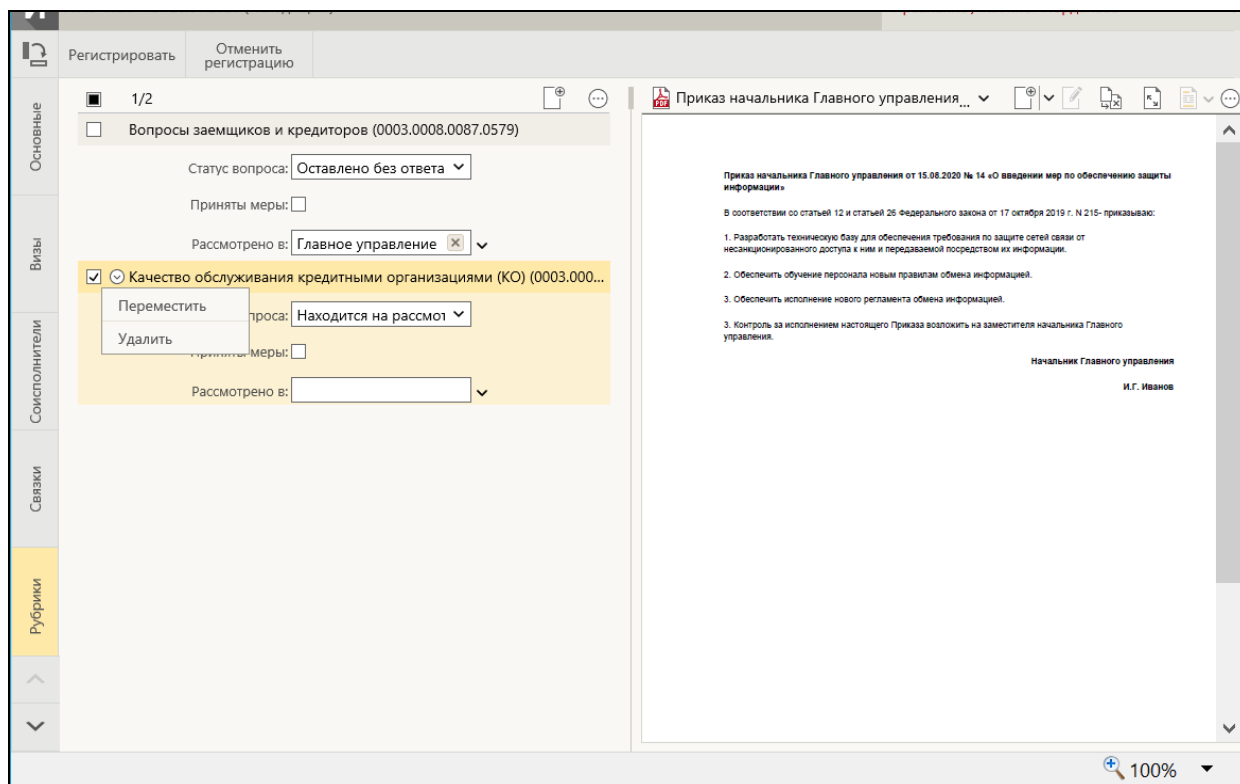 Регистрировать
Отменить
регистрацию
Основные
Визы
Соисполнители
Связки
Рубрики
1/2
Вопросы заемщиков и кредиторов (0003.0008.0087.0579)
Статус вопроса: Оставлено без ответа
Приняты меры:
Рассмотрено в: Главное управление
Качество обслуживания кредитными организациями (КО) (0003.000...
Переместить
Удалить
проса: Находится на рассмот
меры:
Рассмотрено в:
PDF Приказ начальника Главного управления_
Приказ начальника Главного управления от 15.08.2020 № 14 «О введении мер по обеспечению защиты
информации»
В соответствии со статьей 12 и статьей 26 Федерального закона от 17 октября 2019 г. N 215- приказываю:
1. Разработать техническую базу для обеспечения требования по защите сетей связи от
несанкционированного доступа к ним и передаваемой посредством их информации.
2. Обеспечить обучение персонала новым правилам обмена информацией.
3. Обеспечить исполнение нового регламента обмена информацией.
3. Контроль за исполнением настоящего Приказа возложить на заместителя начальника Главного
управления.
Начальник Главного управления
И.Г. Иванов
100%